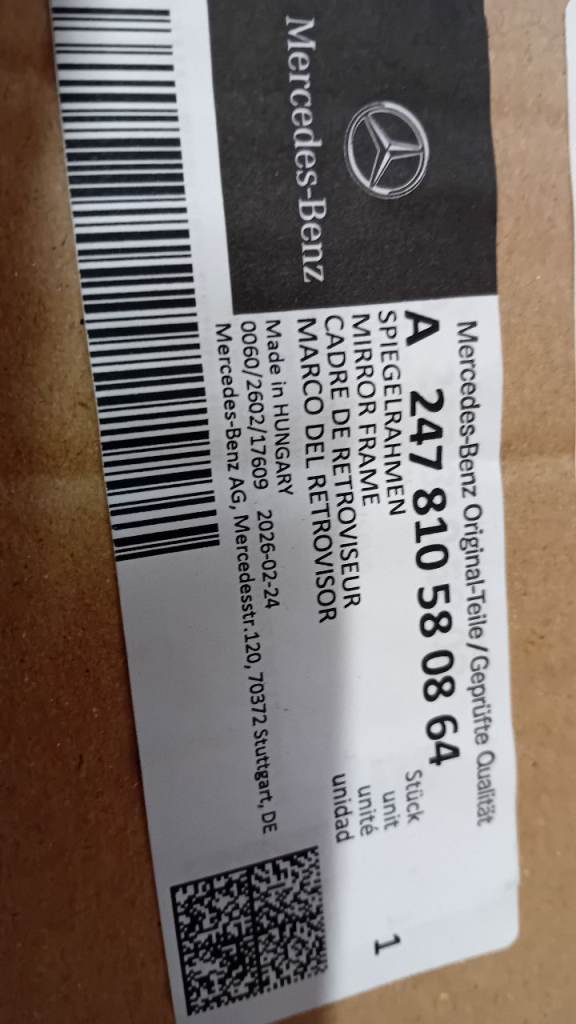 Mercedes-Benz
Mercedes-Benz Original-Teile/Geprüfte Qualität
A 247 810 58 08 64
SPIEGELRAHMEN
MIRROR FRAME
CADRE DE RETROVISEUR
MARCO DEL RETROVISOR
Stück
unit
unité
unidad
1
Made in HUNGARY
0060/2602/17609 2026-02-24
Mercedes-Benz AG, Mercedesstr.120, 70372 Stuttgart, DE